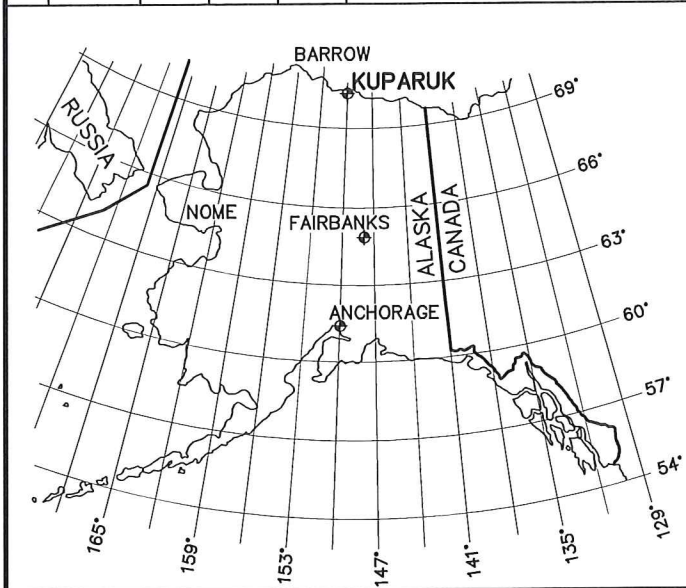 BARROW
KUPARUK
69°
RUSSIA
66°
NOME
FAIRBANKS
ALASKA
CANADA
63°
ANCHORAGE
60°
57°
54°
165°
159°
153°
147°
141°
135°
129°